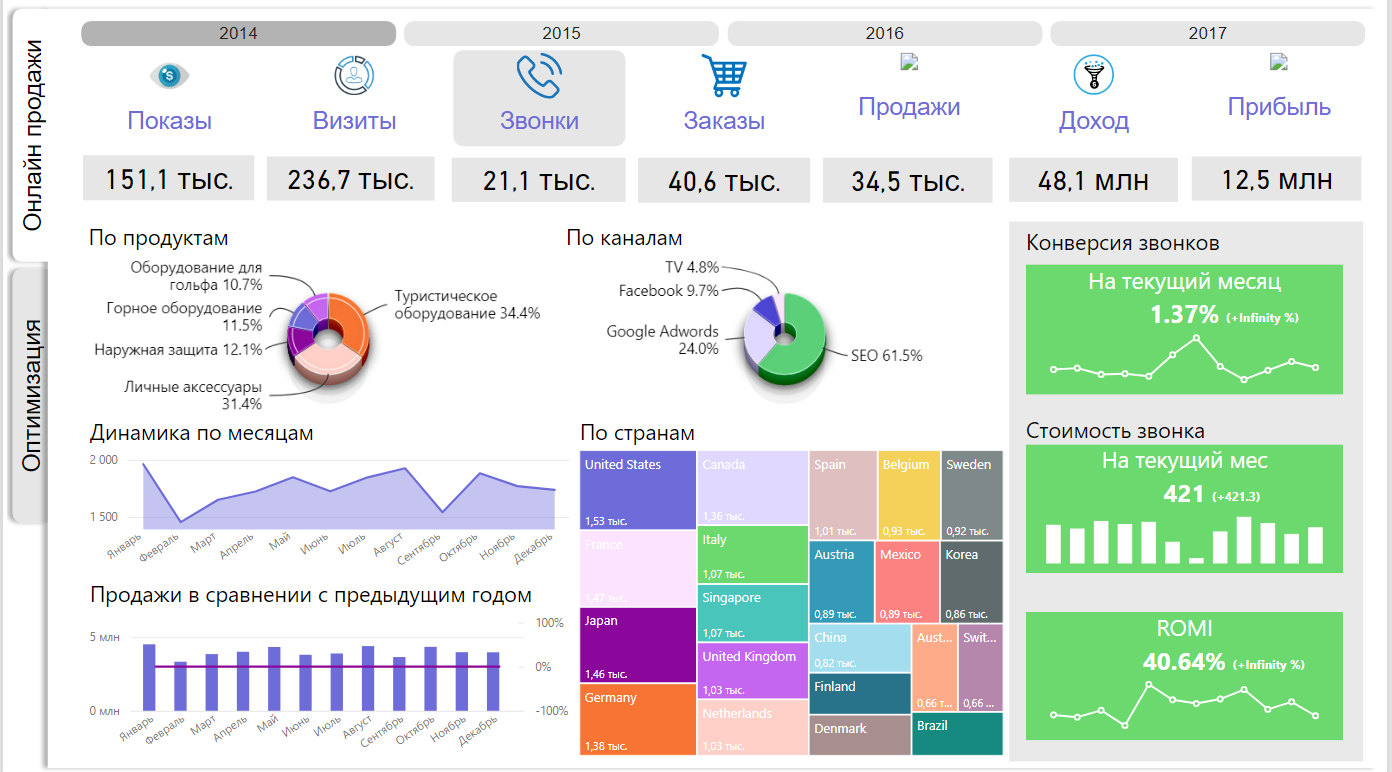 Онлайн продажи
Оптимизация
2014
2015
2016
2017
Показы
Визиты
Звонки
Заказы
Продажи
Доход
Прибыль
151,1 тыс.
236,7 тыс.
21,1 тыс.
40,6 тыс.
34,5 тыс.
48,1 млн
12,5 млн
По продуктам
Оборудование для
гольфа 10.7%
Горное оборудование
11.5%
Наружная защита 12.1%
Личные аксессуары
31.4%
Туристическое
оборудование 34.4%
По каналам
TV 4.8%
Facebook 9.7%
Google Adwords
24.0%
SEO 61.5%
Динамика по месяцам
2 000
1 500
Январь
Февраль
Март
Апрель
Май
Июнь
Июль
Август
Сентябрь
Октябрь
Ноябрь
Декабрь
Продажи в сравнении с предыдущим годом
5 млн
0 млн
100%
0%
-100%
Январь
Февраль
Март
Апрель
Май
Июнь
Июль
Август
Сентябрь
Октябрь
Ноябрь
Декабрь
По странам
United States
1,53 тыс.
France
1,47 тыс.
Japan
1,46 тыс.
Germany
1,38 тыс.
Canada
1,36 тыс.
Italy
1,07 тыс.
Singapore
1,07 тыс.
United Kingdom
1,03 тыс.
Netherlands
1,03 тыс.
Spain
1,01 тыс.
Belgium
0,93 тыс.
Sweden
0,92 тыс.
Austria
0,89 тыс.
Mexico
0,89 тыс.
Korea
0,86 тыс.
China
0,82 тыс.
Finland
Denmark
Aust...
0,66 т...
Swit...
0,66 ...
Brazil
Конверсия звонков
На текущий месяц
1.37% (+Infinity %)
Стоимость звонка
На текущий мес
421 (+421.3)
ROMI
40.64% (+Infinity %)